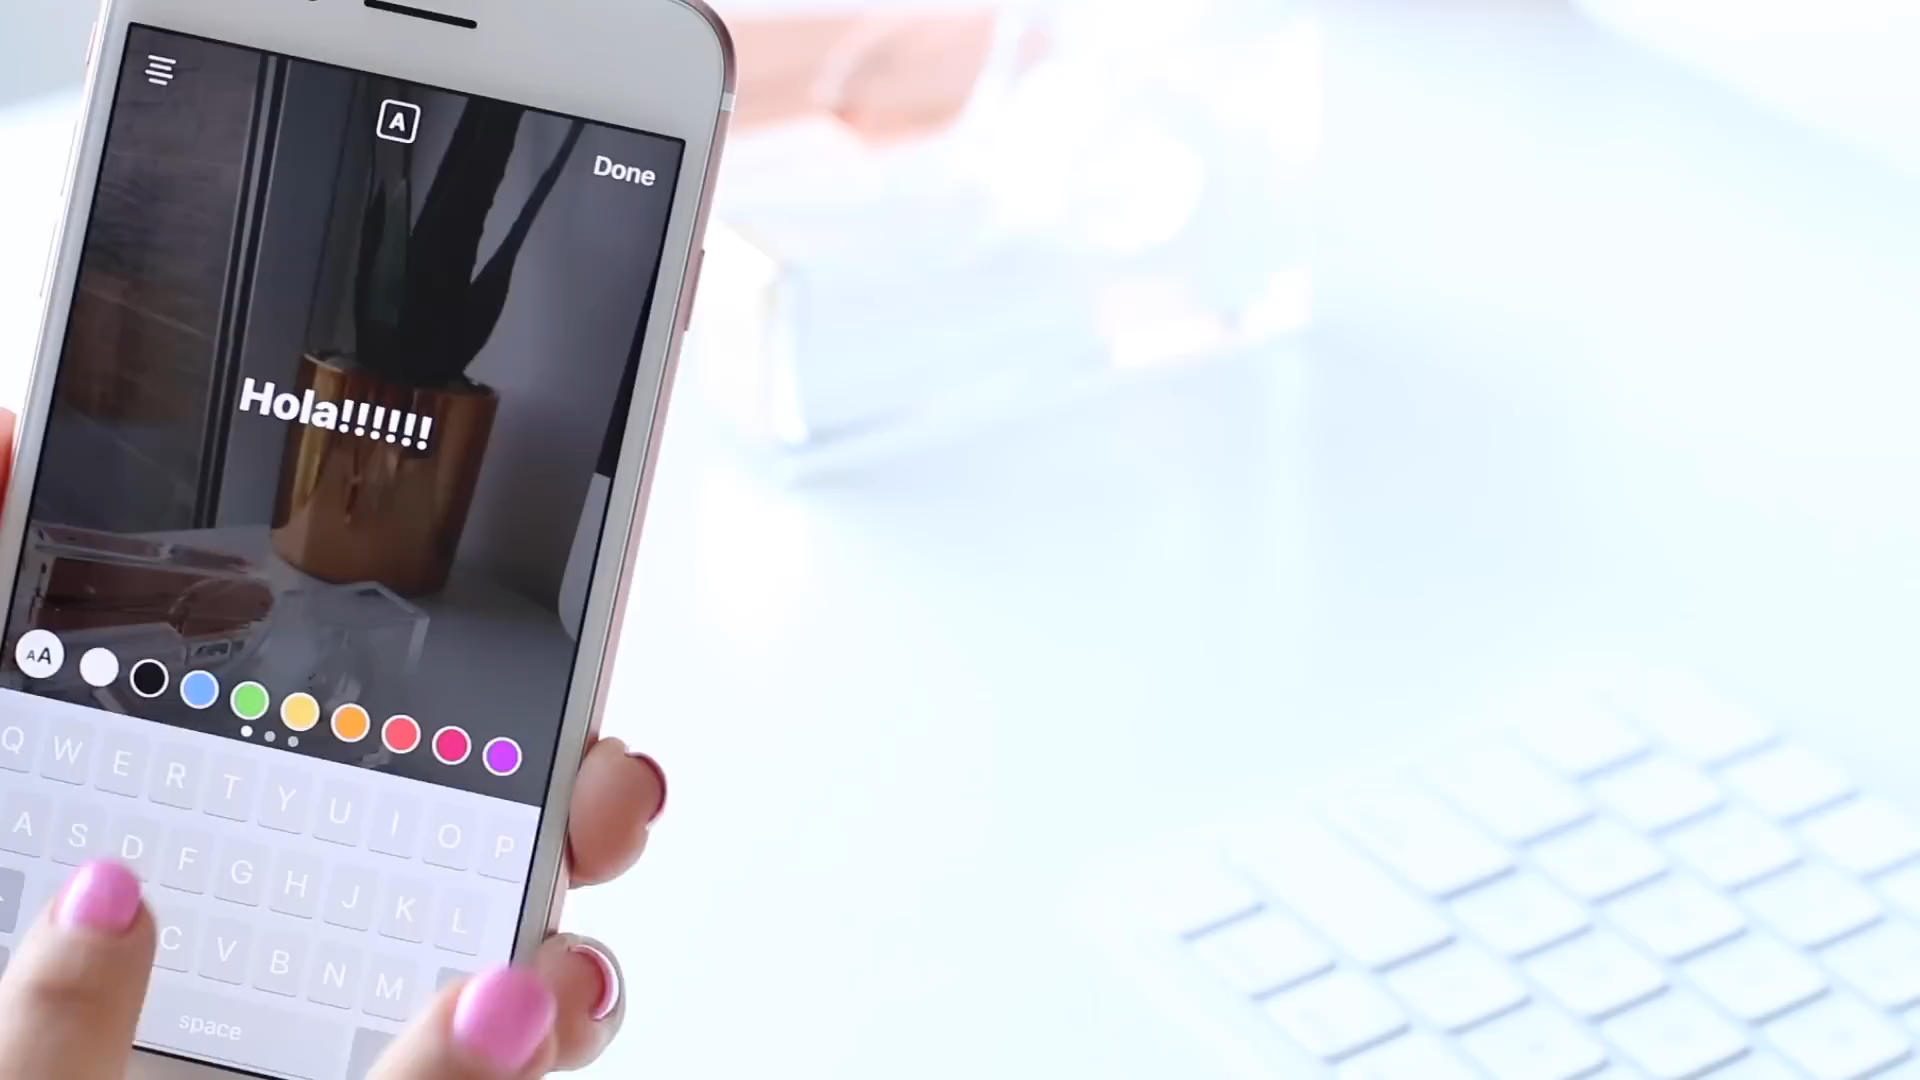 A
Done
Hola!!!!!!
AA
Q W E R T Y U I O P
A S D F G H J K L
C V B N M
space